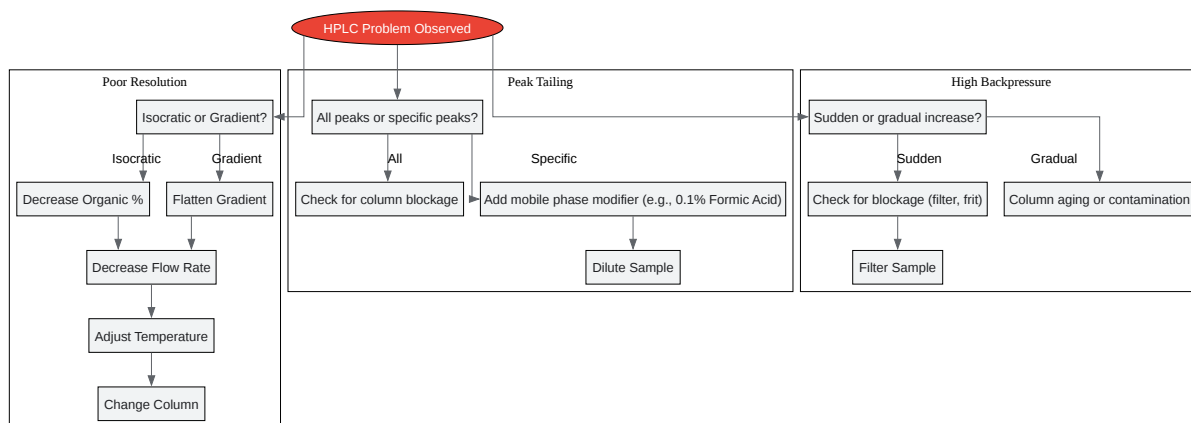 HPLC Problem Observed
Poor Resolution
Isocratic or Gradient?
Isocratic
Gradient
Decrease Organic %
Flatten Gradient
Decrease Flow Rate
Adjust Temperature
Change Column
Peak Tailing
All peaks or specific peaks?
All
Specific
Check for column blockage
Add mobile phase modifier (e.g., 0.1% Formic Acid)
Dilute Sample
High Backpressure
Sudden or gradual increase?
Sudden
Gradual
Check for blockage (filter, frit)
Column aging or contamination
Filter Sample